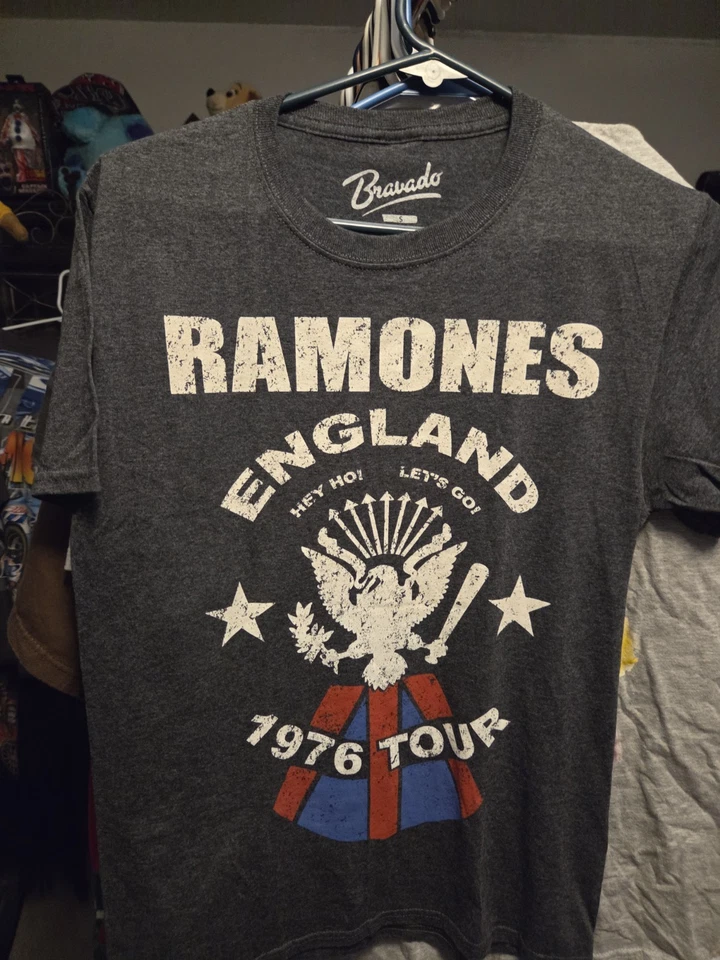 Bravado
S
RAMONES
ENGLAND
HEY HO! LET'S GO!
1976 TOUR